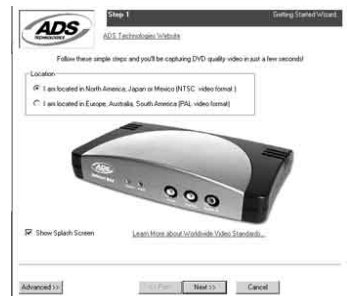 ADS
TECHNOLOGIES
Step 1
Getting Started Wizard
ADS Technologies Website
Follow these simple steps and you'll be capturing DVD quality video in just a few seconds!
Location
I am located in North America, Japan or Mexico (NTSC video format )
I am located in Europe, Australia, South America (PAL video format)
ADS
Show Splash Screen
Learn More about Worldwide Video Standards...
Advanced >>
Next >>
Cancel